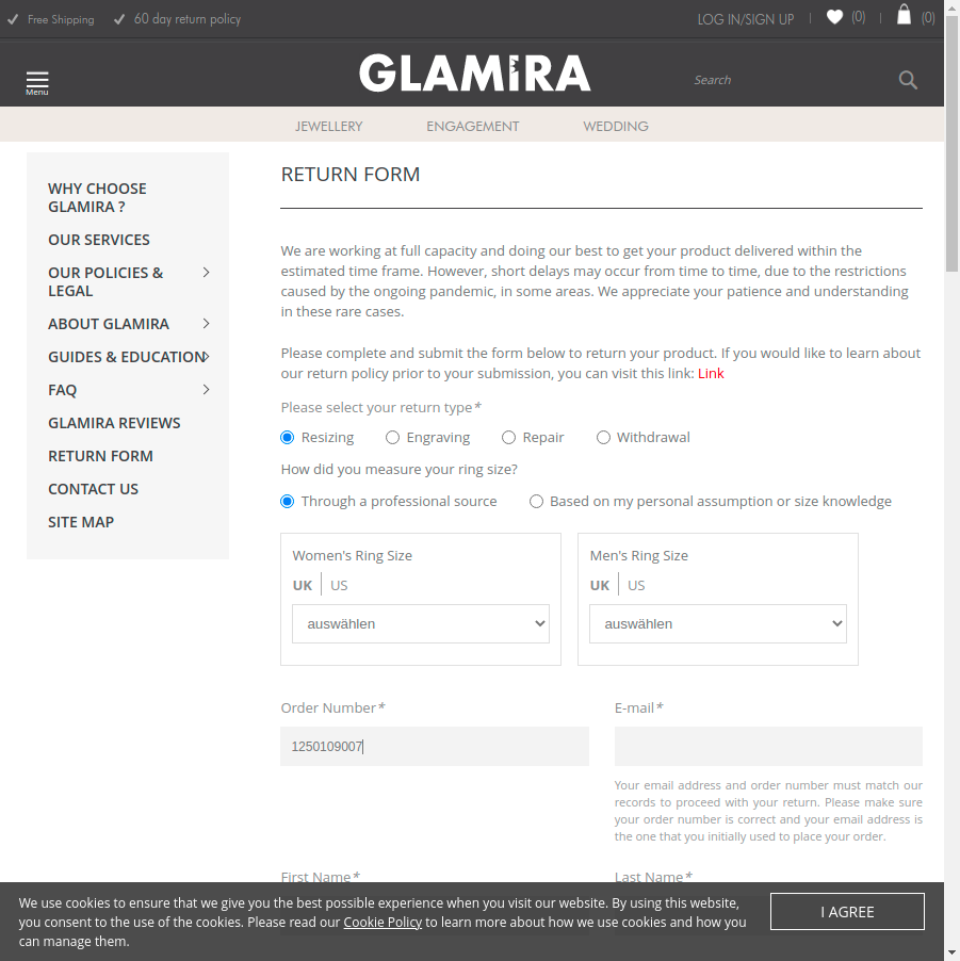 Free Shipping
60 day return policy
LOG IN/SIGN UP
(0)
(0)
Menu
GLAMIRA
Search
JEWELLERY
ENGAGEMENT
WEDDING
WHY CHOOSE
GLAMIRA ?
OUR SERVICES
OUR POLICIES &
LEGAL
ABOUT GLAMIRA
GUIDES & EDUCATION
FAQ
GLAMIRA REVIEWS
RETURN FORM
CONTACT US
SITE MAP
RETURN FORM
We are working at full capacity and doing our best to get your product delivered within the
estimated time frame. However, short delays may occur from time to time, due to the restrictions
caused by the ongoing pandemic, in some areas. We appreciate your patience and understanding
in these rare cases.
Please complete and submit the form below to return your product. If you would like to learn about
our return policy prior to your submission, you can visit this link: Link
Please select your return type*
Resizing
Engraving
Repair
Withdrawal
How did you measure your ring size?
Through a professional source
Based on my personal assumption or size knowledge
Women's Ring Size
UK | US
auswählen
Men's Ring Size
UK | US
auswählen
Order Number*
1250109007
E-mail*
Your email address and order number must match our
records to proceed with your return. Please make sure
your order number is correct and your email address is
the one that you initially used to place your order.
First Name*
Last Name*
We use cookies to ensure that we give you the best possible experience when you visit our website. By using this website,
you consent to the use of the cookies. Please read our Cookie Policy to learn more about how we use cookies and how you
can manage them.
I AGREE